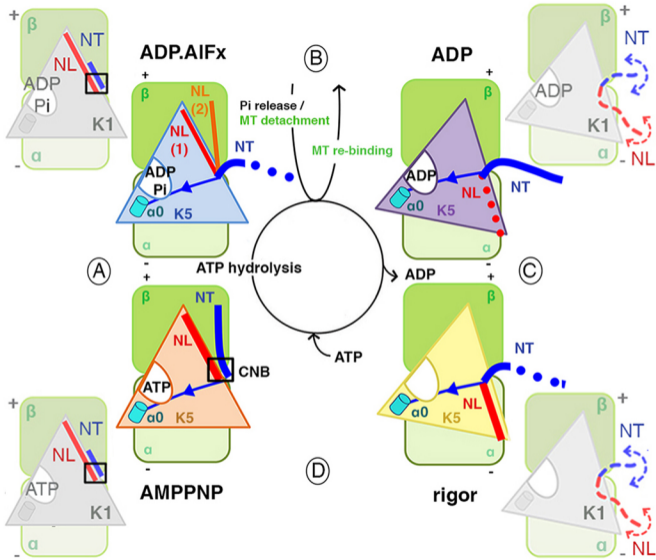 +
β
NT
NL
ADP
Pi
K1
α
-
ADP.AlFx
+
β
NL
(2)
NL
(1)
NT
ADP
Pi
α0
K5
α
-
B
Pi release /
MT detachment
MT re-binding
ADP
+
β
ADP
α0
NL
K5
NT
α
-
+
β
NT
ADP
K1
NL
α
-
A
ATP hydrolysis
ADP
ATP
C
D
+
β
NT
NL
CNB
ATP
α0
K5
α
-
AMPPNP
+
β
NT
NL
α0
K5
α
-
rigor
+
β
NT
NL
ATP
K1
α
-
+
β
NT
K1
NL
α
-